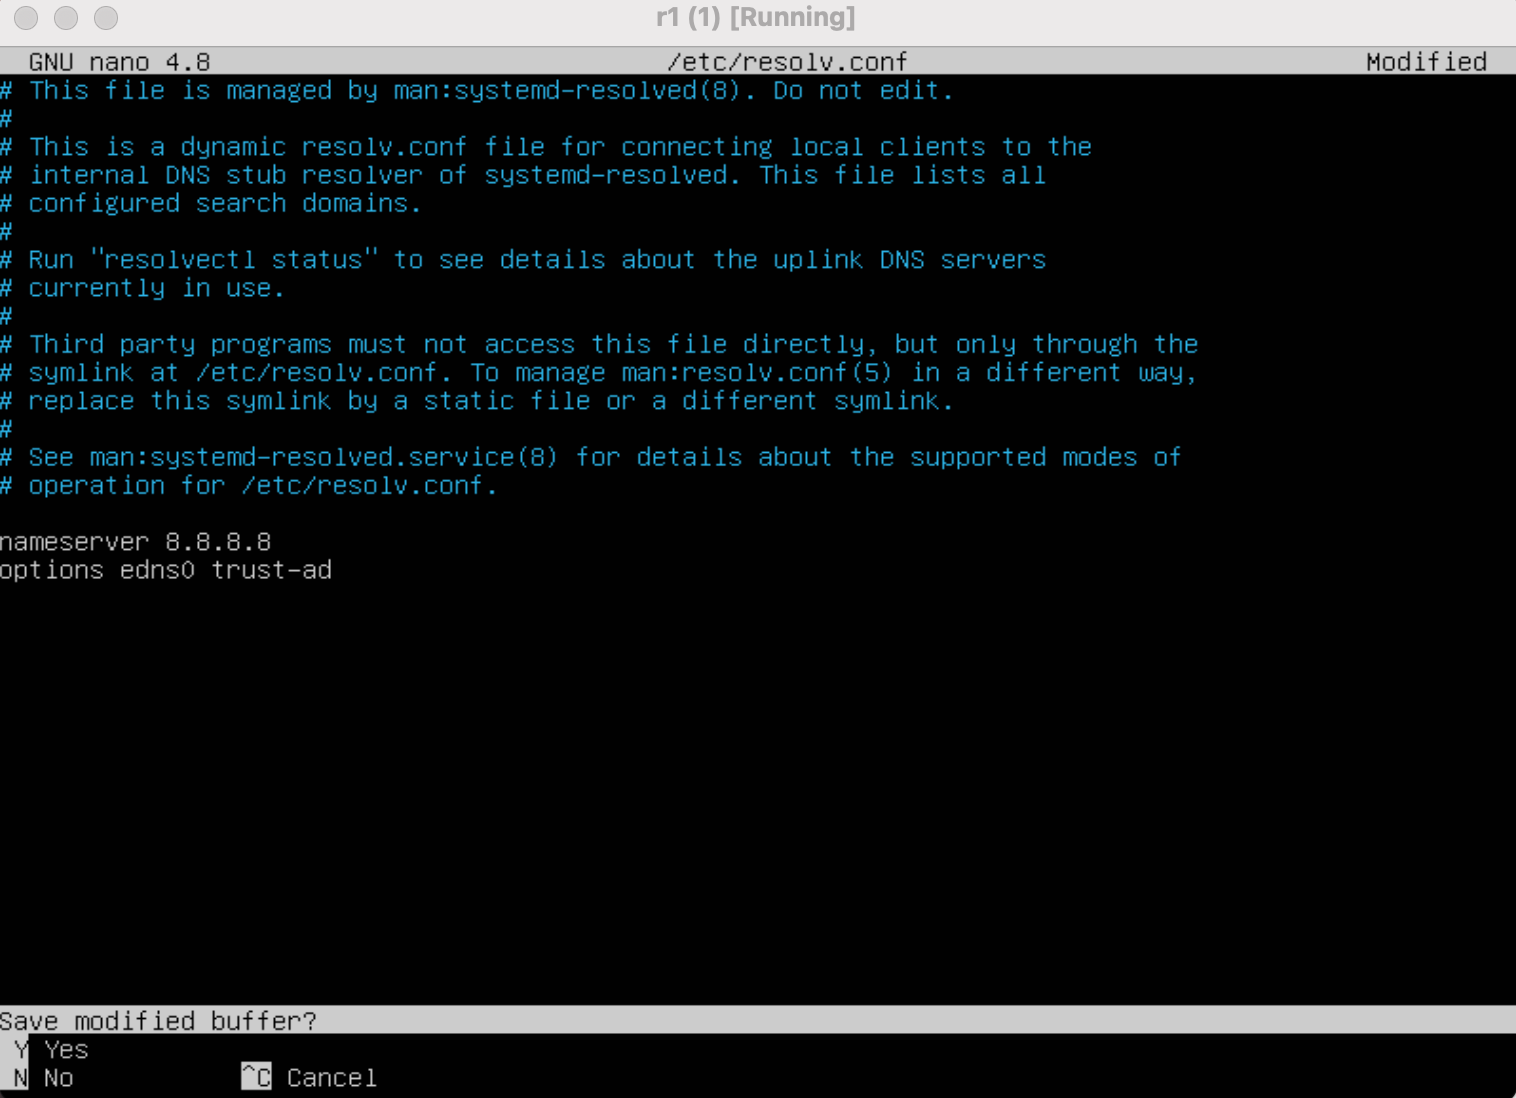 r1 (1) [Running]
GNU nano 4.8 /etc/resolv.conf Modified
# This file is managed by man:systemd-resolved(8). Do not edit.
#
# This is a dynamic resolv.conf file for connecting local clients to the
# internal DNS stub resolver of systemd-resolved. This file lists all
# configured search domains.
#
# Run "resolvectl status" to see details about the uplink DNS servers
# currently in use.
#
# Third party programs must not access this file directly, but only through the
# symlink at /etc/resolv.conf. To manage man:resolv.conf(5) in a different way,
# replace this symlink by a static file or a different symlink.
#
# See man:systemd-resolved.service(8) for details about the supported modes of
# operation for /etc/resolv.conf.
nameserver 8.8.8.8
options edns0 trust-ad
Save modified buffer?
Y Yes
N No ^C Cancel